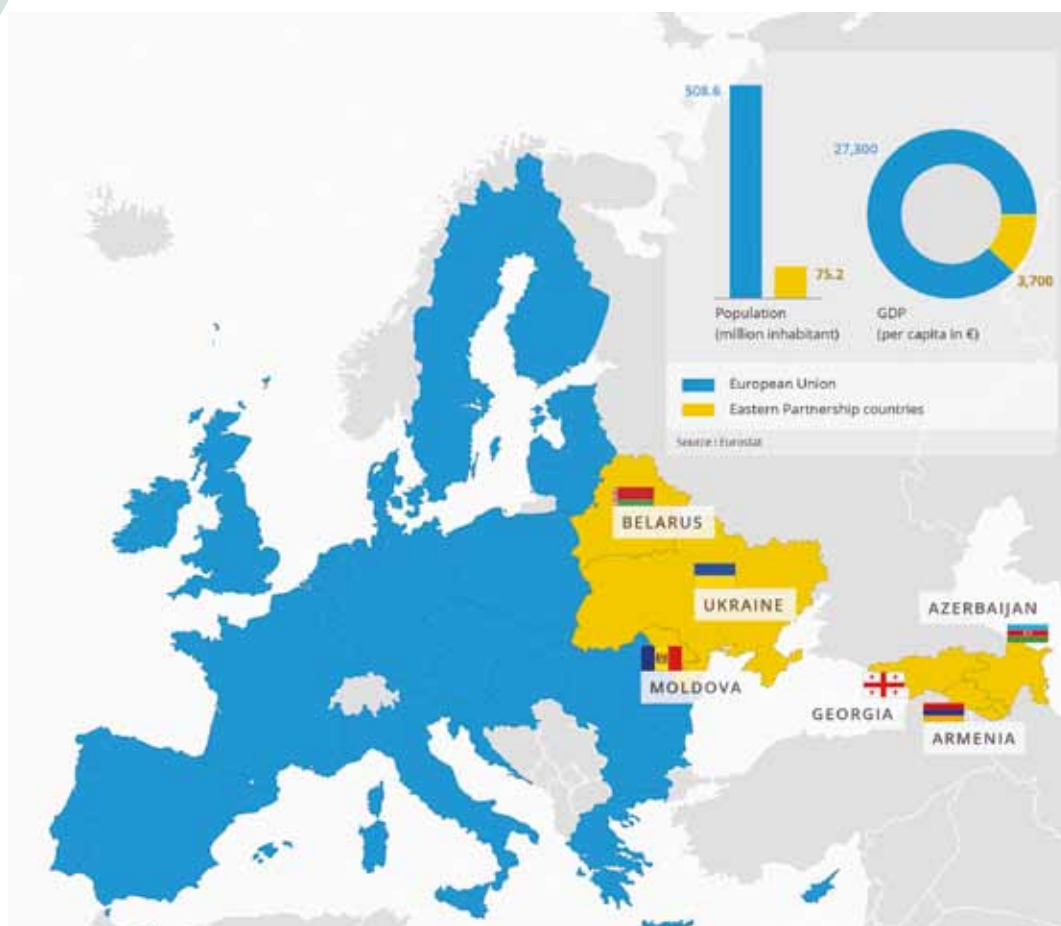 508.6
27,300
75.2
3,700
Population
(million inhabitant)
GDP
(per capita in €)
European Union
Eastern Partnership countries
Source : Eurostat
BELARUS
UKRAINE
AZERBAIJAN
MOLDOVA
GEORGIA
ARMENIA